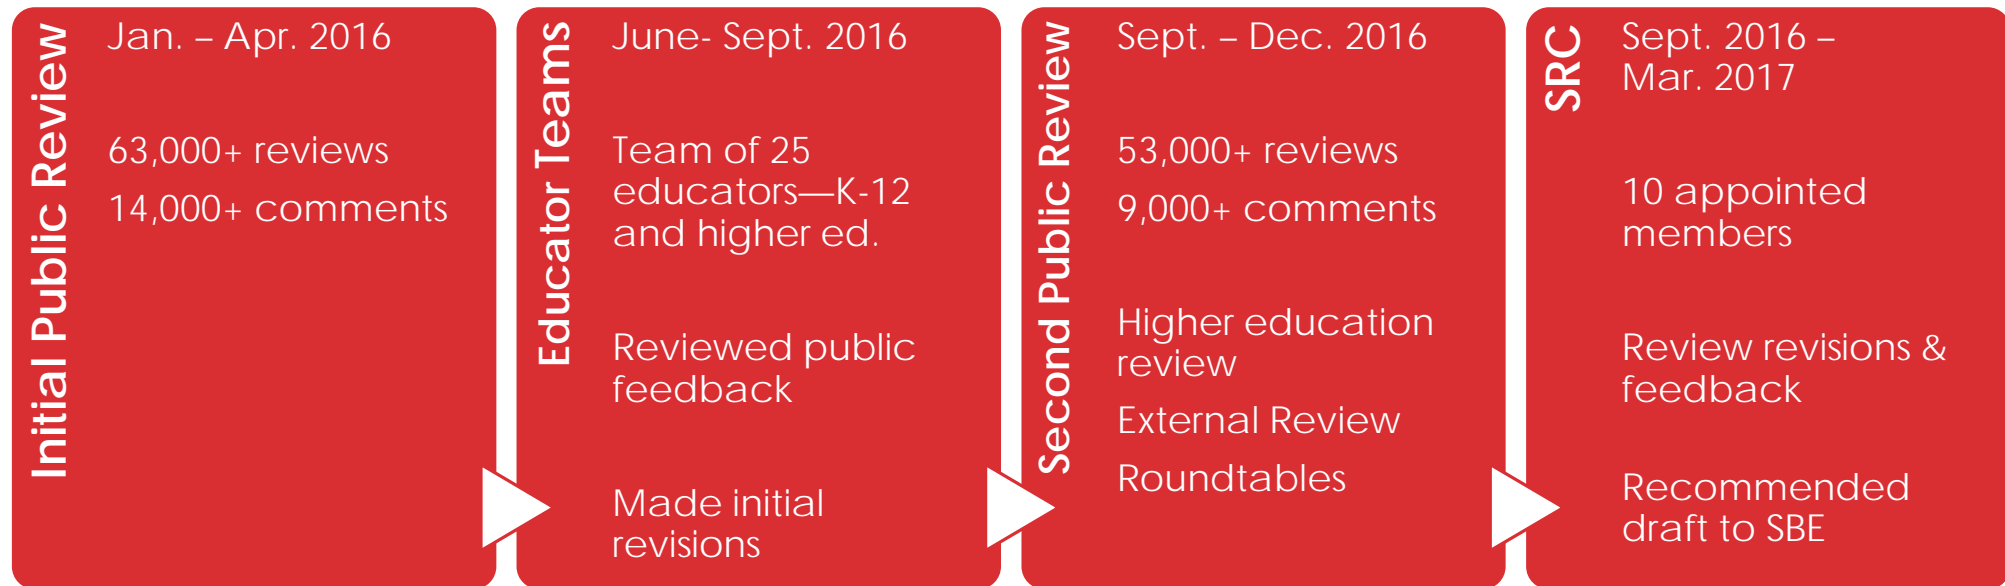 Initial Public Review
Jan. – Apr. 2016
63,000+ reviews
14,000+ comments
Educator Teams
June- Sept. 2016
Team of 25
educators—K-12
and higher ed.
Reviewed public
feedback
Made initial
revisions
Second Public Review
Sept. – Dec. 2016
53,000+ reviews
9,000+ comments
Higher education
review
External Review
Roundtables
SRC
Sept. 2016 –
Mar. 2017
10 appointed
members
Review revisions &
feedback
Recommended
draft to SBE